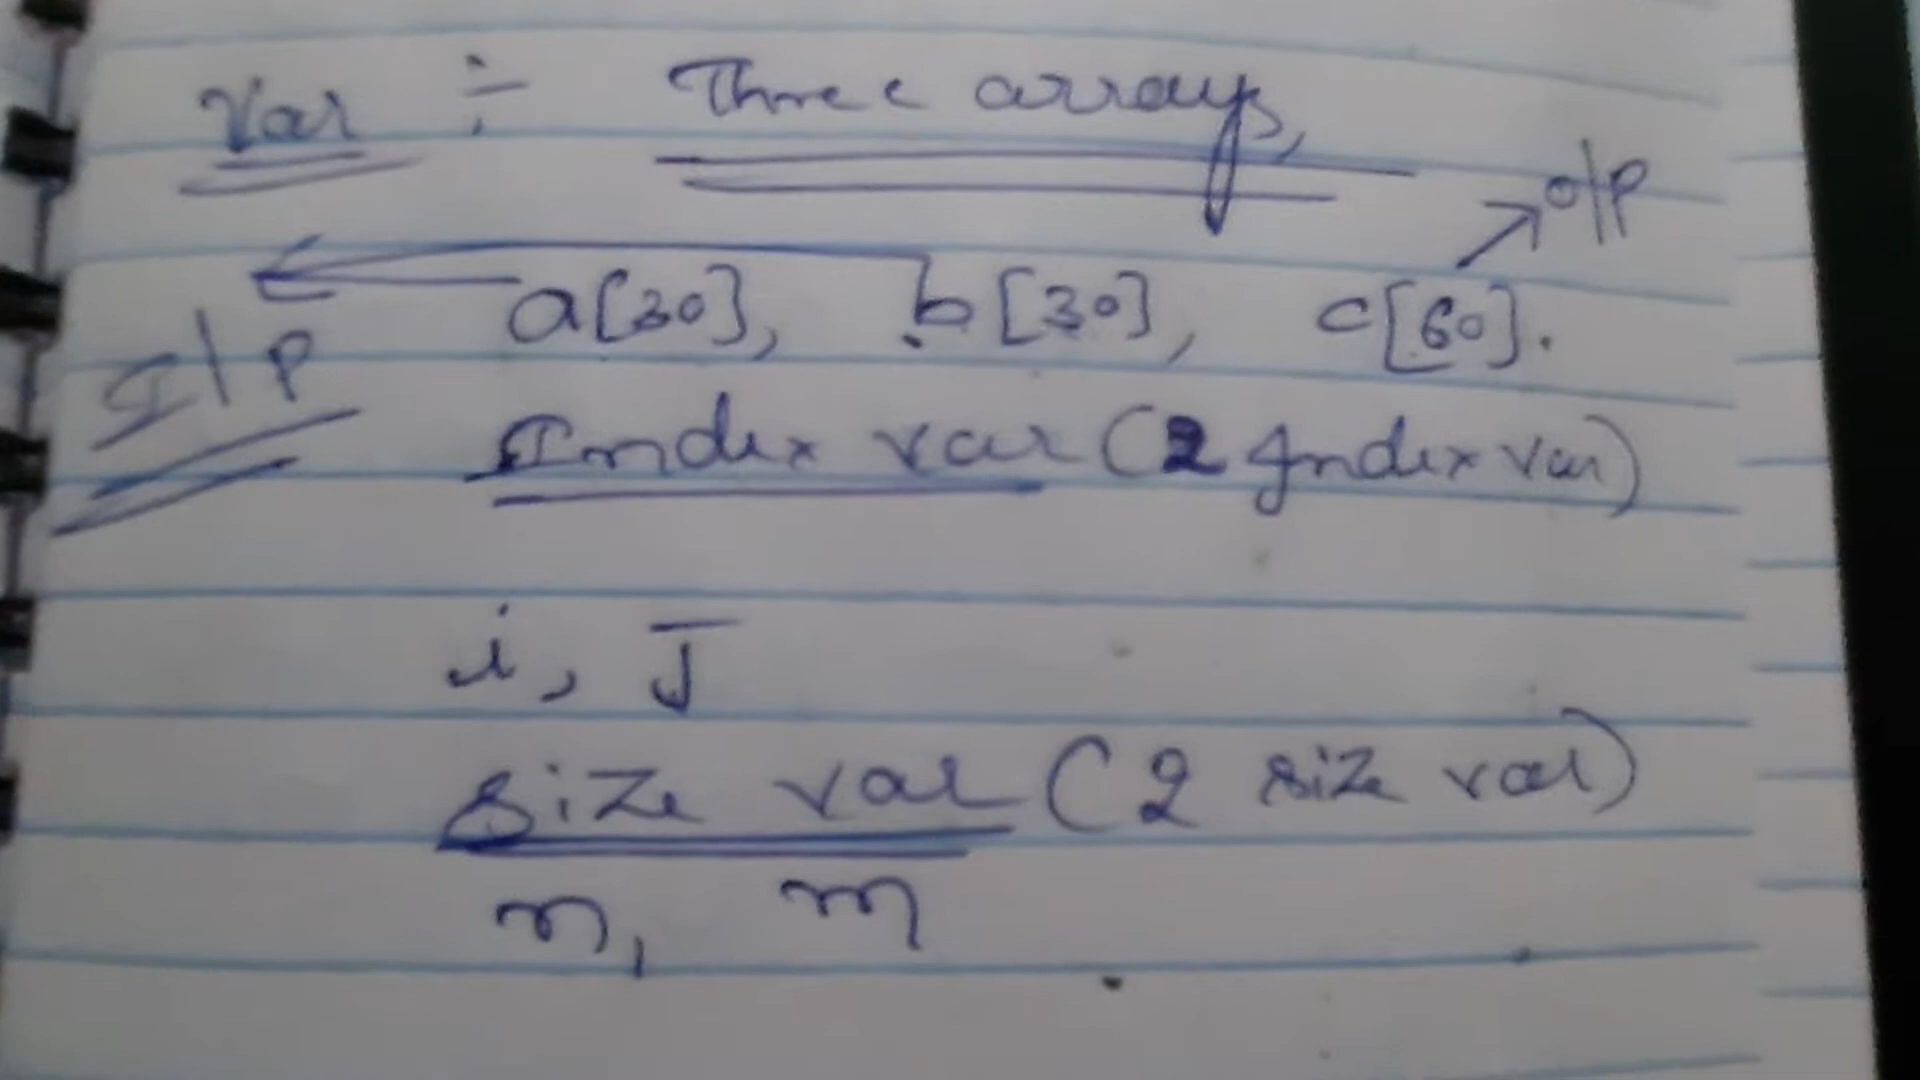 Var :- Three arrays,
O/P
a[30], b[30], c[60].
I/P
Index var (2 Index var)
i, J
Size var (2 size var)
n, m